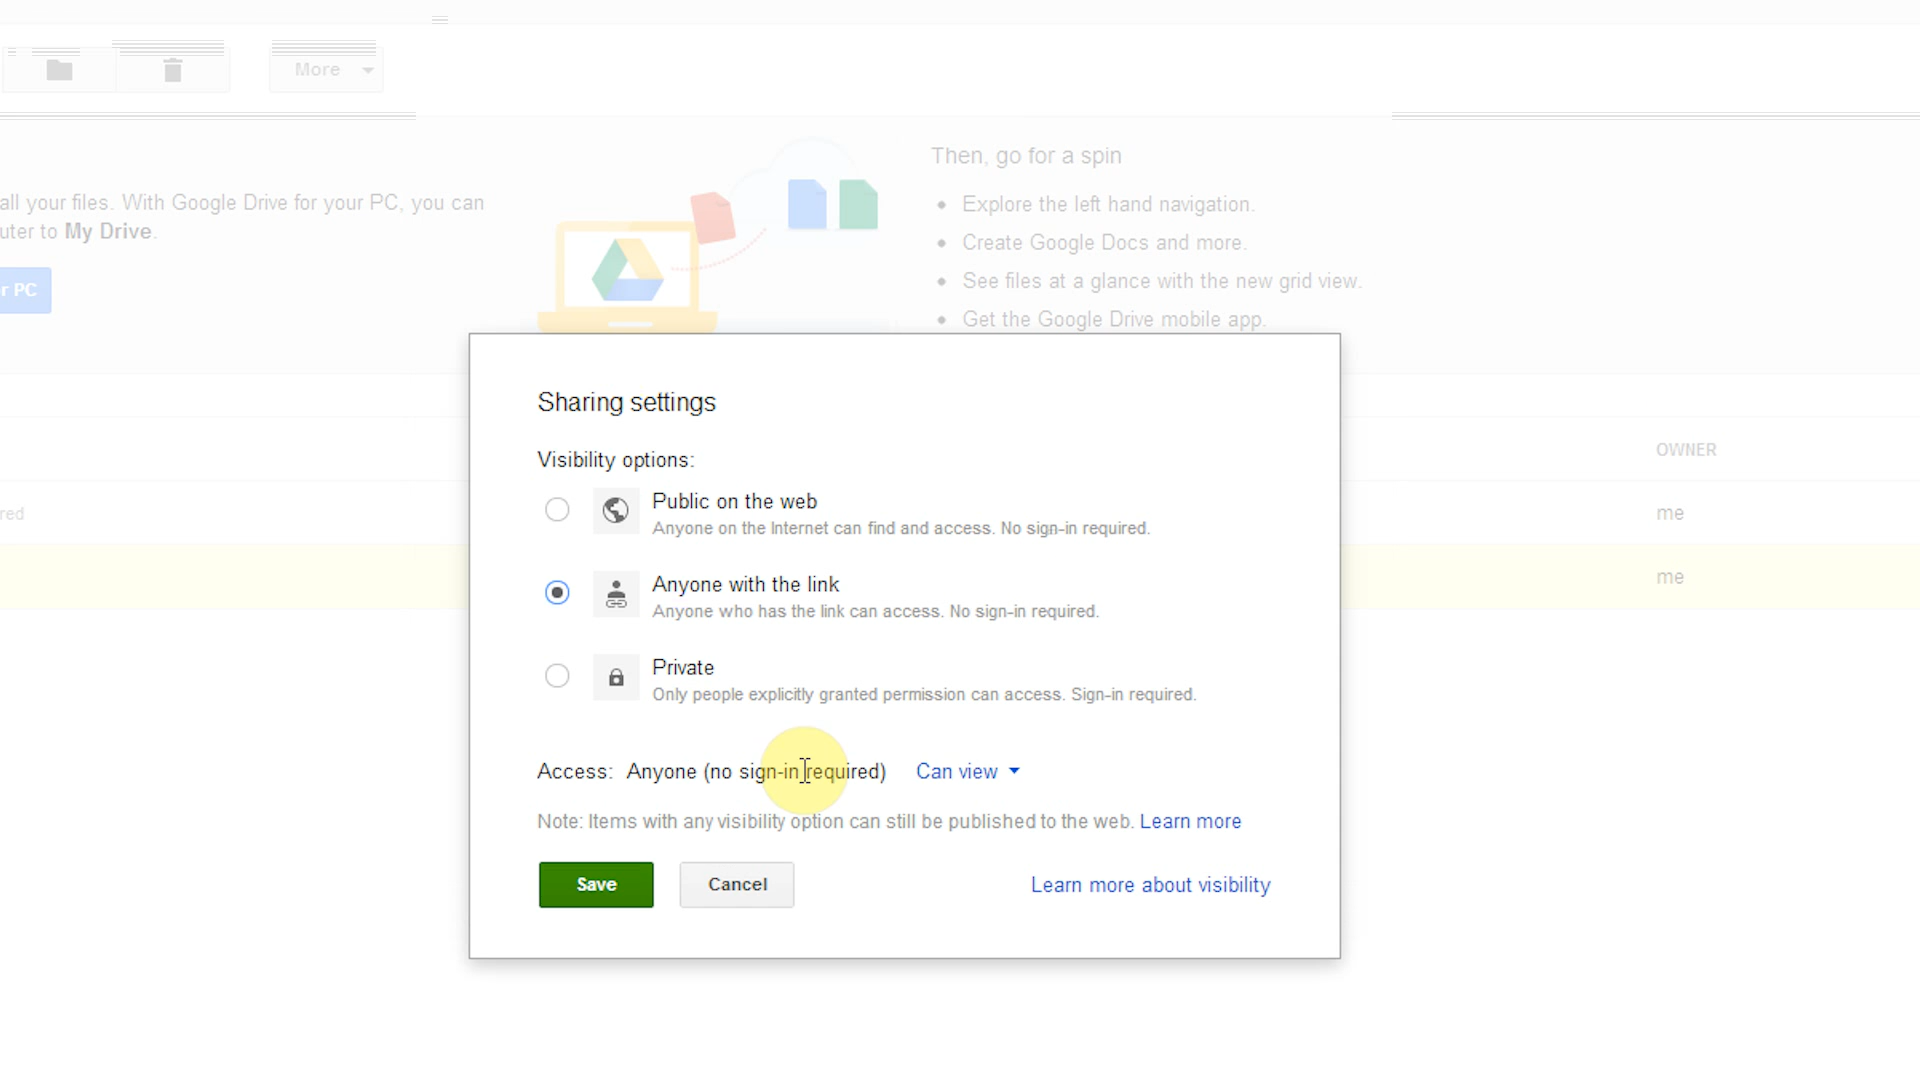 More
Then, go for a spin
all your files. With Google Drive for your PC, you can
uter to My Drive.
r PC
Explore the left hand navigation.
Create Google Docs and more.
See files at a glance with the new grid view.
Get the Google Drive mobile app.
OWNER
red
me
me
Sharing settings
Visibility options:
Public on the web
Anyone on the Internet can find and access. No sign-in required.
Anyone with the link
Anyone who has the link can access. No sign-in required.
Private
Only people explicitly granted permission can access. Sign-in required.
Access: Anyone (no sign-in required) Can view
Note: Items with any visibility option can still be published to the web. Learn more
Save Cancel Learn more about visibility